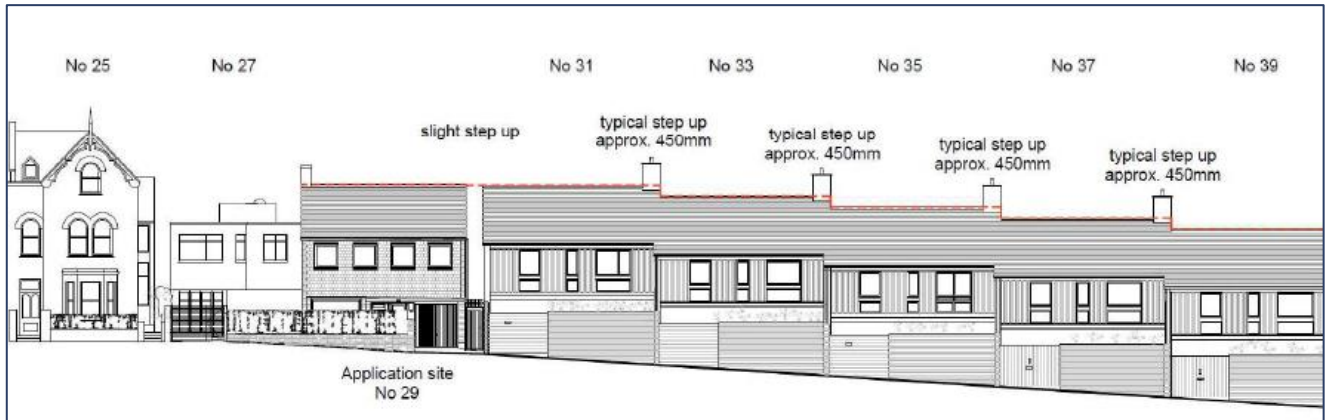 No 25
No 27
No 31
No 33
No 35
No 37
No 39
slight step up
typical step up
approx. 450mm
typical step up
approx. 450mm
typical step up
approx. 450mm
typical step up
approx. 450mm
Application site
No 29